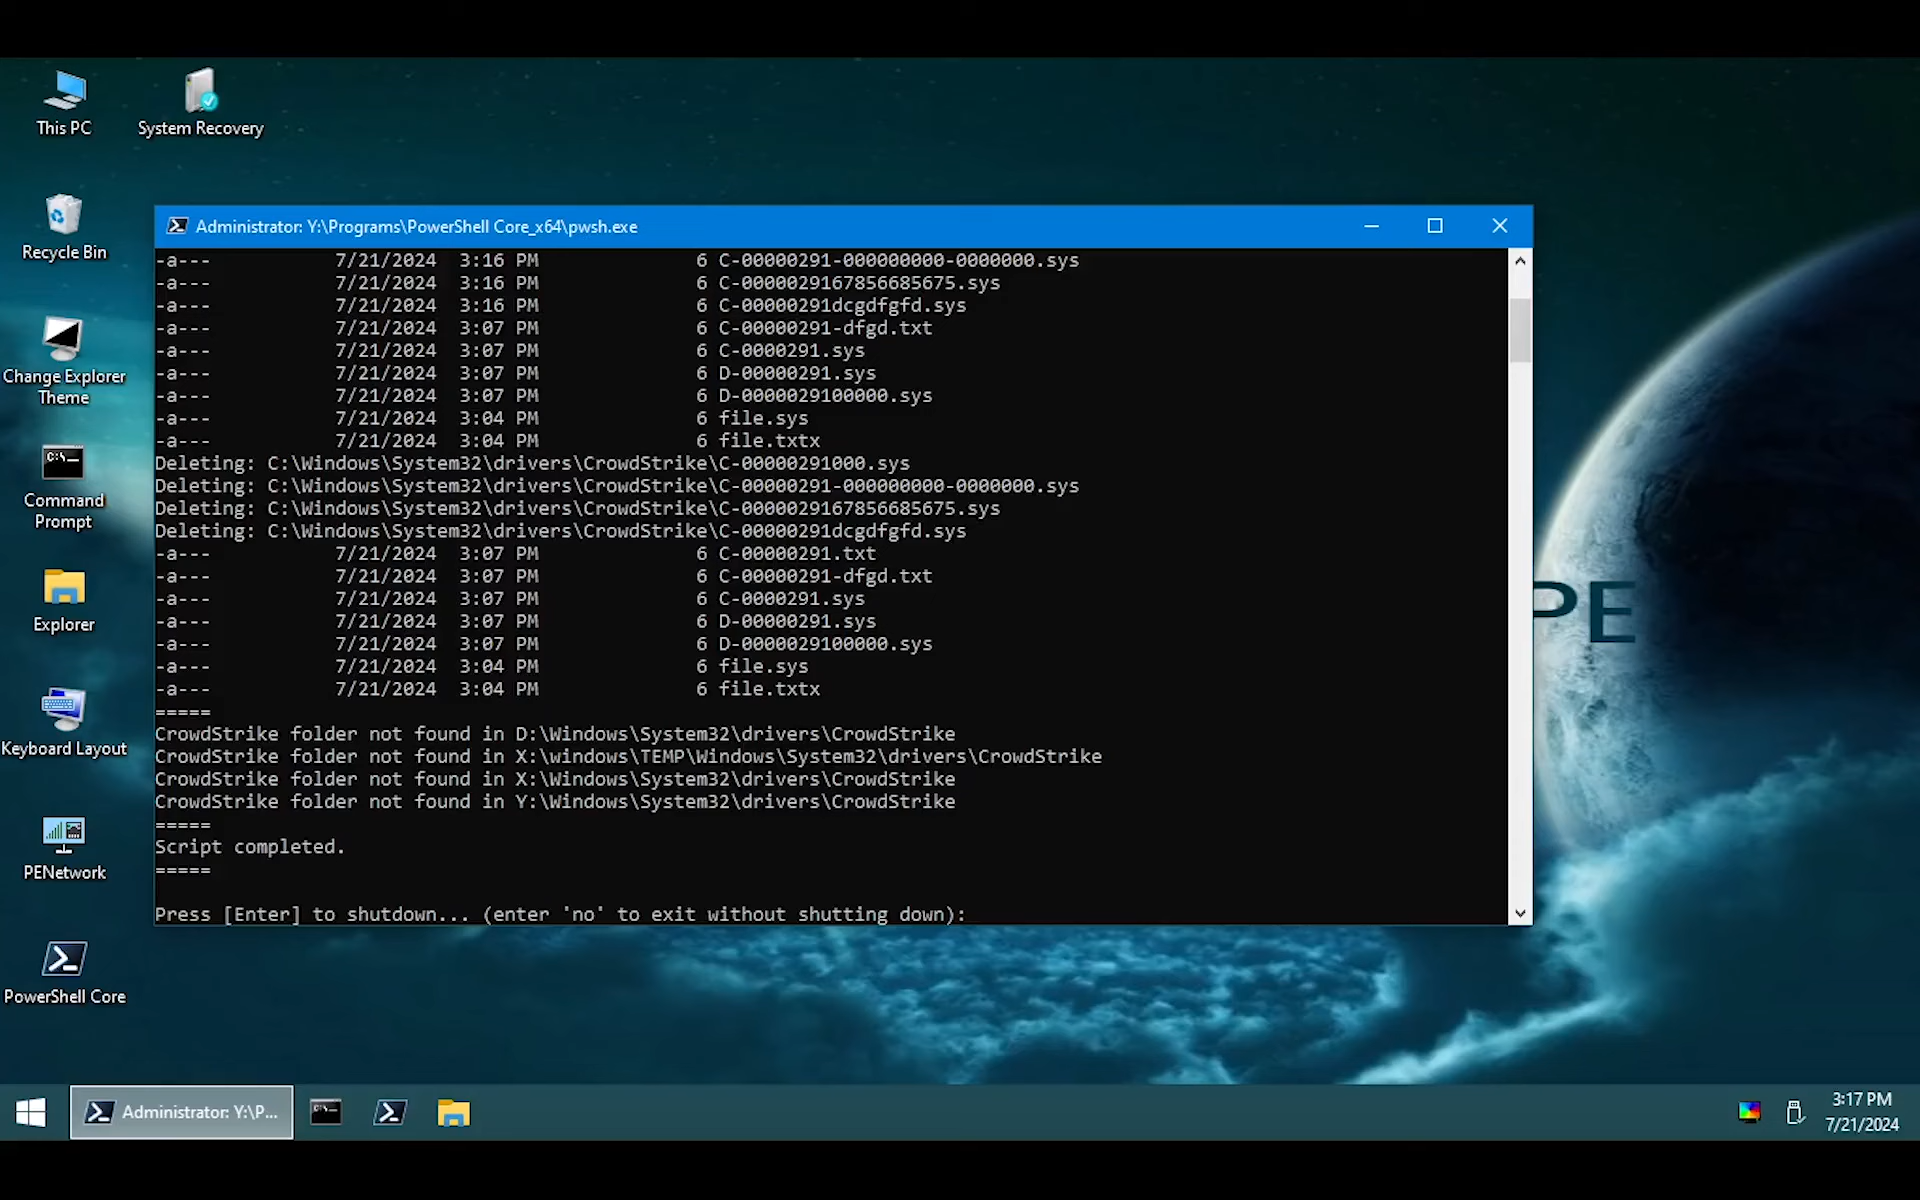 This PC
System Recovery
Recycle Bin
Change Explorer
Theme
Command
Prompt
Explorer
Keyboard Layout
PENetwork
PowerShell Core
Administrator: Y:\Programs\PowerShell Core_x64\pwsh.exe
-a--- 7/21/2024 3:16 PM 6 C-00000291-000000000-0000000.sys
-a--- 7/21/2024 3:16 PM 6 C-0000029167856685675.sys
-a--- 7/21/2024 3:16 PM 6 C-00000291dcgdfgfd.sys
-a--- 7/21/2024 3:07 PM 6 C-00000291-dfgd.txt
-a--- 7/21/2024 3:07 PM 6 C-0000291.sys
-a--- 7/21/2024 3:07 PM 6 D-00000291.sys
-a--- 7/21/2024 3:07 PM 6 D-0000029100000.sys
-a--- 7/21/2024 3:04 PM 6 file.sys
-a--- 7/21/2024 3:04 PM 6 file.txtx
Deleting: C:\Windows\System32\drivers\CrowdStrike\C-00000291000.sys
Deleting: C:\Windows\System32\drivers\CrowdStrike\C-00000291-000000000-0000000.sys
Deleting: C:\Windows\System32\drivers\CrowdStrike\C-0000029167856685675.sys
Deleting: C:\Windows\System32\drivers\CrowdStrike\C-00000291dcgdfgfd.sys
-a--- 7/21/2024 3:07 PM 6 C-00000291.txt
-a--- 7/21/2024 3:07 PM 6 C-00000291-dfgd.txt
-a--- 7/21/2024 3:07 PM 6 C-0000291.sys
-a--- 7/21/2024 3:07 PM 6 D-00000291.sys
-a--- 7/21/2024 3:07 PM 6 D-0000029100000.sys
-a--- 7/21/2024 3:04 PM 6 file.sys
-a--- 7/21/2024 3:04 PM 6 file.txtx
=====
CrowdStrike folder not found in D:\Windows\System32\drivers\CrowdStrike
CrowdStrike folder not found in X:\windows\TEMP\Windows\System32\drivers\CrowdStrike
CrowdStrike folder not found in X:\Windows\System32\drivers\CrowdStrike
CrowdStrike folder not found in Y:\Windows\System32\drivers\CrowdStrike
=====
Script completed.
=====
Press [Enter] to shutdown... (enter 'no' to exit without shutting down):
PE
Administrator: Y:\P...
3:17 PM
7/21/2024